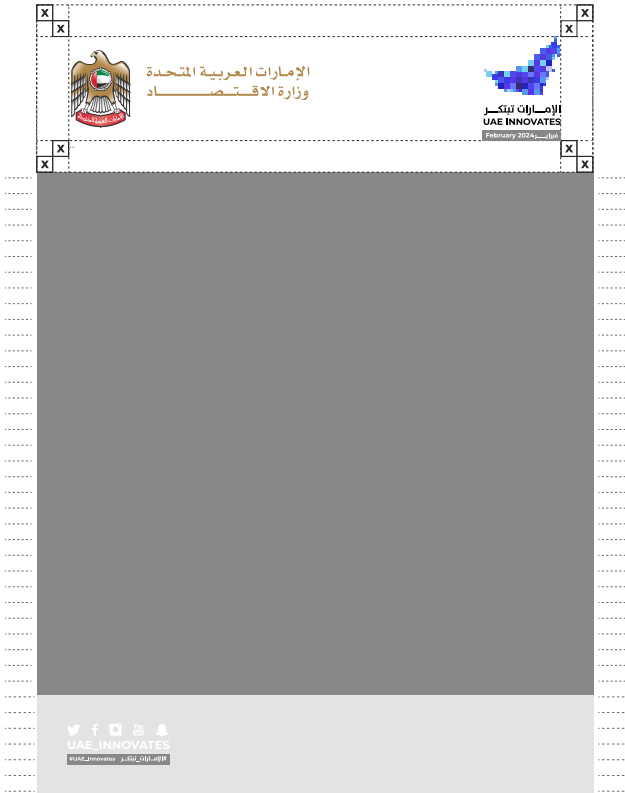 X X
X X
الإمارات العربية المتحدة
وزارة الاقتصاد
الإمارات تبتكر
UAE INNOVATES
February 2024 فبراير
X X
X X
UAE_INNOVATES
#UAE_Innovates #الإمارات_تبتكر